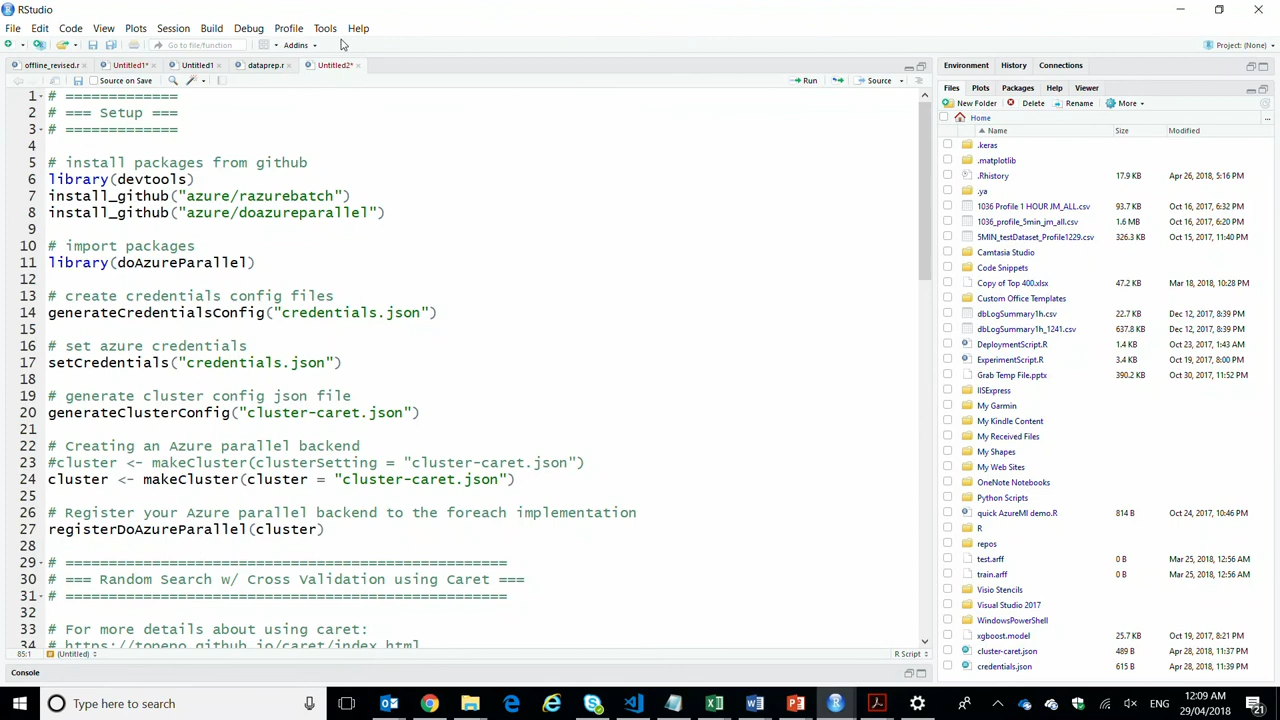 RStudio
File Edit Code View Plots Session Build Debug Profile Tools Help
Go to file/function Addins Project: (None)
offline_revised.r Untitled1* Untitled1 dataprep.r Untitled2*
Source on Save Run Source
1 # =============
2 # === Setup ===
3 # =============
4
5 # install packages from github
6 library(devtools)
7 install_github("azure/razurebatch")
8 install_github("azure/doazureparallel")
9
10 # import packages
11 library(doAzureParallel)
12
13 # create credentials config files
14 generateCredentialsConfig("credentials.json")
15
16 # set azure credentials
17 setCredentials("credentials.json")
18
19 # generate cluster config json file
20 generateClusterConfig("cluster-caret.json")
21
22 # Creating an Azure parallel backend
23 #cluster <- makeCluster(clusterSetting = "cluster-caret.json")
24 cluster <- makeCluster(cluster = "cluster-caret.json")
25
26 # Register your Azure parallel backend to the foreach implementation
27 registerDoAzureParallel(cluster)
28
29 # ===================================================
30 # === Random Search w/ Cross Validation using Caret ===
31 # ===================================================
32
33 # For more details about using caret:
34 # https://topepo.github.io/caret/index.html
85:1 (Untitled) R Script
Console
Environment History Connections
Files Plots Packages Help Viewer
New Folder Delete Rename More
Home ...
Name Size Modified
.keras
.matplotlib
.Rhistory 17.9 KB Apr 26, 2018, 5:16 PM
.ya
1036 Profile 1 HOUR JM_ALL.csv 93.7 KB Oct 16, 2017, 6:32 PM
1036_profile_5min_jm_all.csv 1.6 MB Oct 16, 2017, 6:20 PM
5MIN_testDataset_Profile1229.csv 326.3 KB Oct 15, 2017, 11:40 PM
Camtasia Studio
Code Snippets
Copy of Top 400.xlsx 47.2 KB Mar 18, 2018, 10:28 PM
Custom Office Templates
dbLogSummary1h.csv 22.7 KB Dec 12, 2017, 8:39 PM
dbLogSummary1h_1241.csv 637.8 KB Dec 12, 2017, 8:39 PM
DeploymentScript.R 1.4 KB Oct 23, 2017, 1:43 AM
ExperimentScript.R 3.4 KB Oct 19, 2017, 8:00 PM
Grab Temp File.pptx 390.2 KB Oct 30, 2017, 11:52 PM
IISExpress
My Garmin
My Kindle Content
My Received Files
My Shapes
My Web Sites
OneNote Notebooks
Python Scripts
quick AzureMl demo.R 814 B Oct 24, 2017, 10:46 PM
R
repos
test.arff 0 B Mar 25, 2018, 12:56 AM
train.arff 0 B Mar 25, 2018, 12:56 AM
Visio Stencils
Visual Studio 2017
WindowsPowerShell
xgboost.model 25.7 KB Oct 19, 2017, 8:21 PM
cluster-caret.json 489 B Apr 28, 2018, 11:37 PM
credentials.json 615 B Apr 28, 2018, 11:39 PM
Type here to search
ENG
12:09 AM
29/04/2018
21